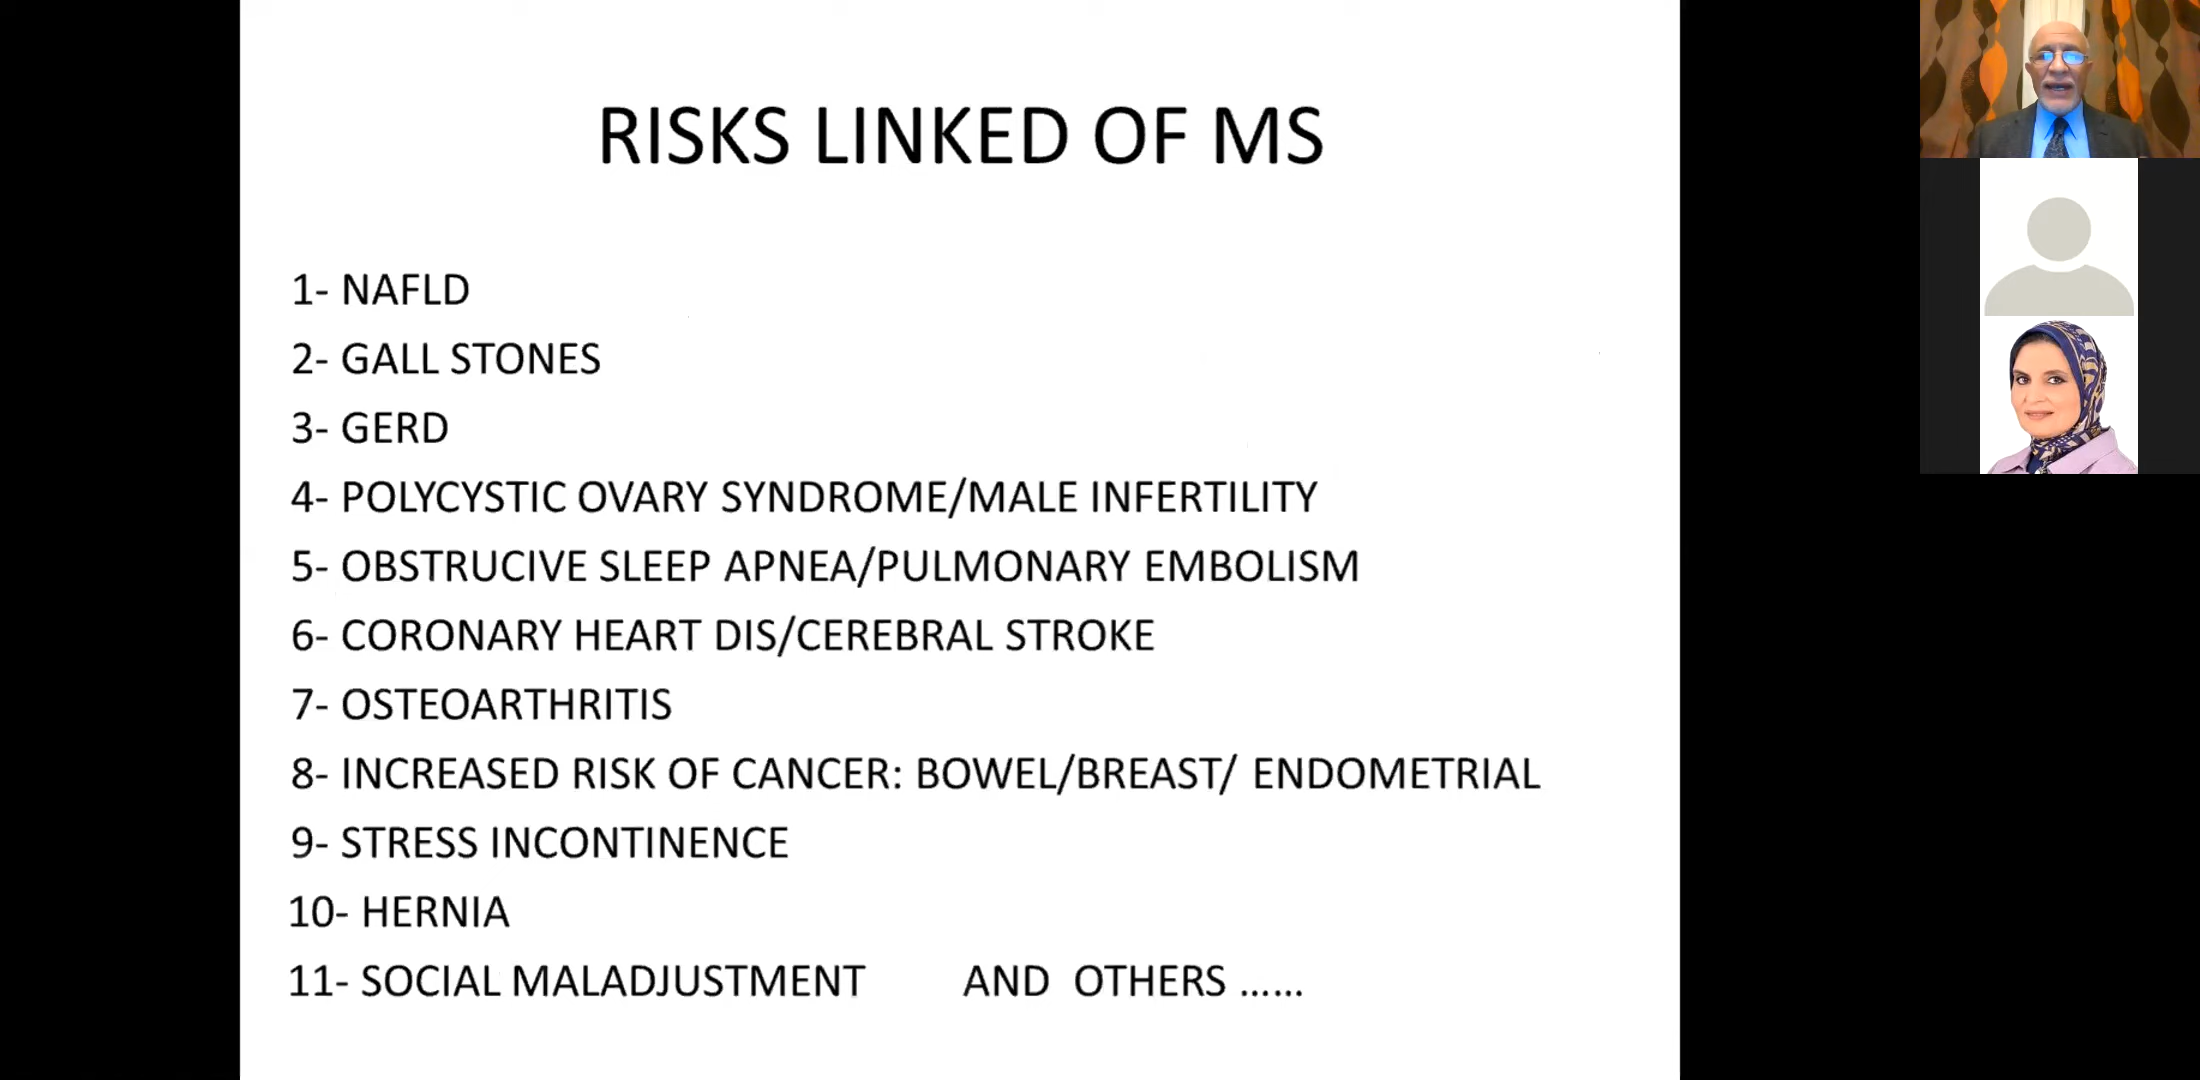 RISKS LINKED OF MS
1- NAFLD
2- GALL STONES
3- GERD
4- POLYCYSTIC OVARY SYNDROME/MALE INFERTILITY
5- OBSTRUCIVE SLEEP APNEA/PULMONARY EMBOLISM
6- CORONARY HEART DIS/CEREBRAL STROKE
7- OSTEOARTHRITIS
8- INCREASED RISK OF CANCER: BOWEL/BREAST/ ENDOMETRIAL
9- STRESS INCONTINENCE
10- HERNIA
11- SOCIAL MALADJUSTMENT AND OTHERS ......